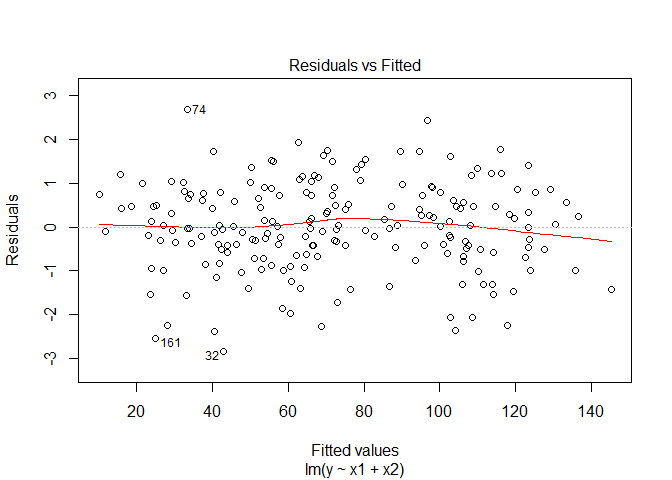 Residuals vs Fitted
Residuals
3
2
1
0
-1
-2
-3
74
161
32
20 40 60 80 100 120 140
Fitted values
lm(y ~ x1 + x2)